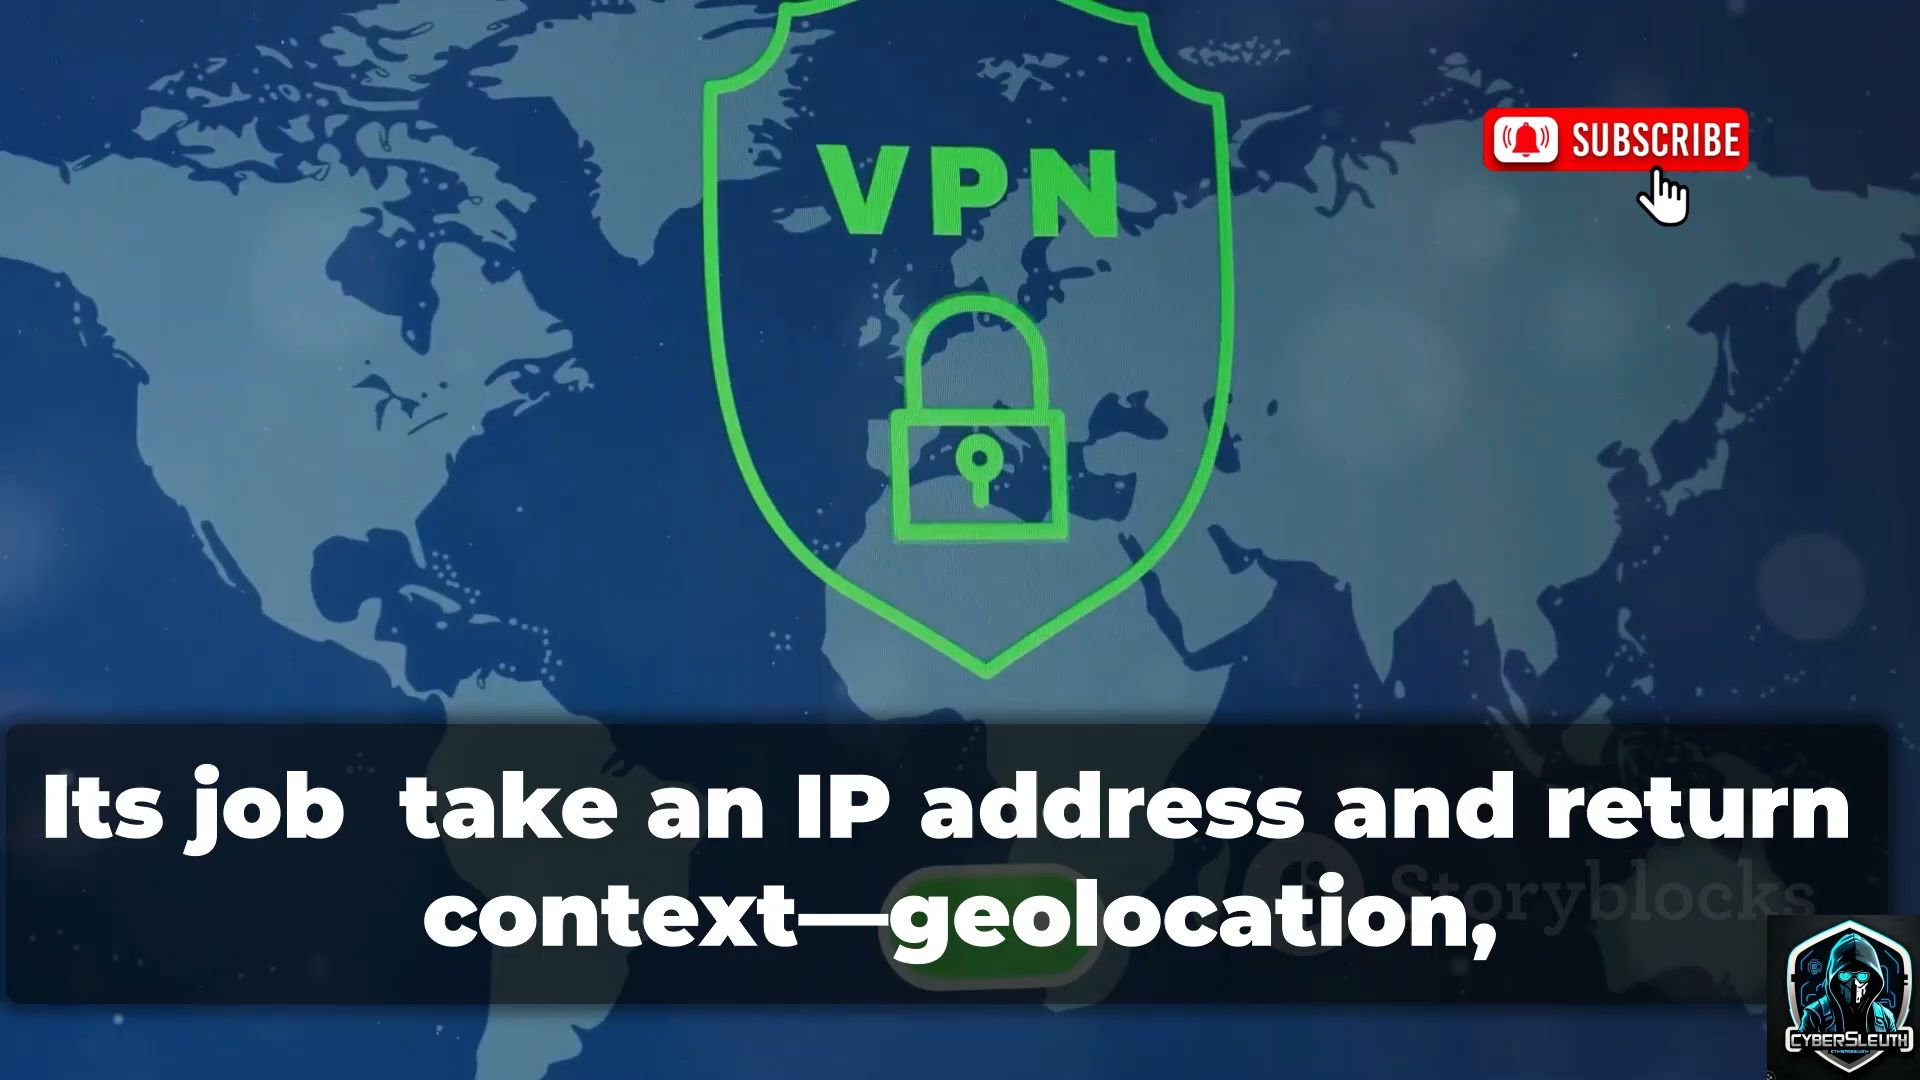 VPN
SUBSCRIBE
Its job take an IP address and return
context—geolocation,
Storyblocks
CYBERSLEUTH